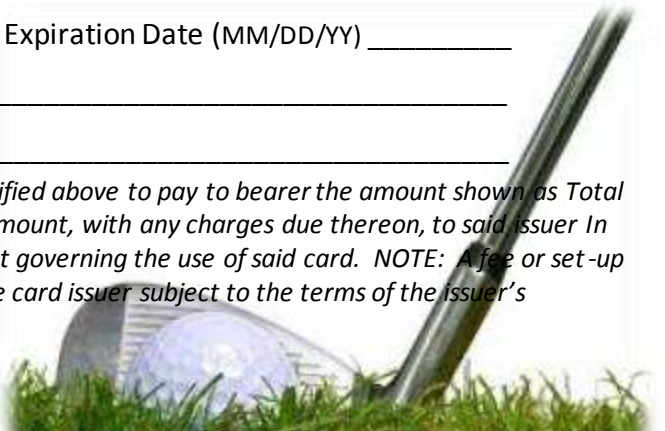 Expiration Date (MM/DD/YY) _________
ified above to pay to bearer the amount shown as Total
mount, with any charges due thereon, to said issuer In
t governing the use of said card. NOTE: A fee or set-up
e card issuer subject to the terms of the issuer's